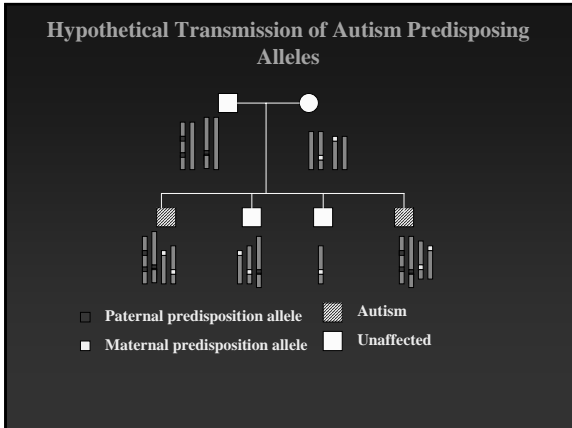 Hypothetical Transmission of Autism Predisposing
Alleles
Paternal predisposition allele
Autism
Maternal predisposition allele
Unaffected